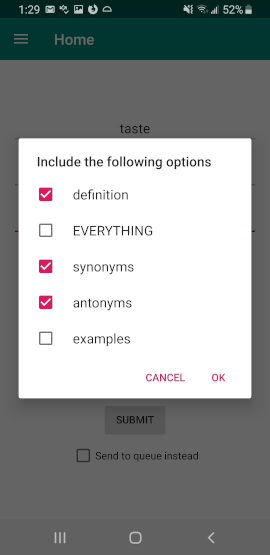 1:29 52%
Home
taste
Include the following options
definition
EVERYTHING
synonyms
antonyms
examples
CANCEL OK
SUBMIT
Send to queue instead